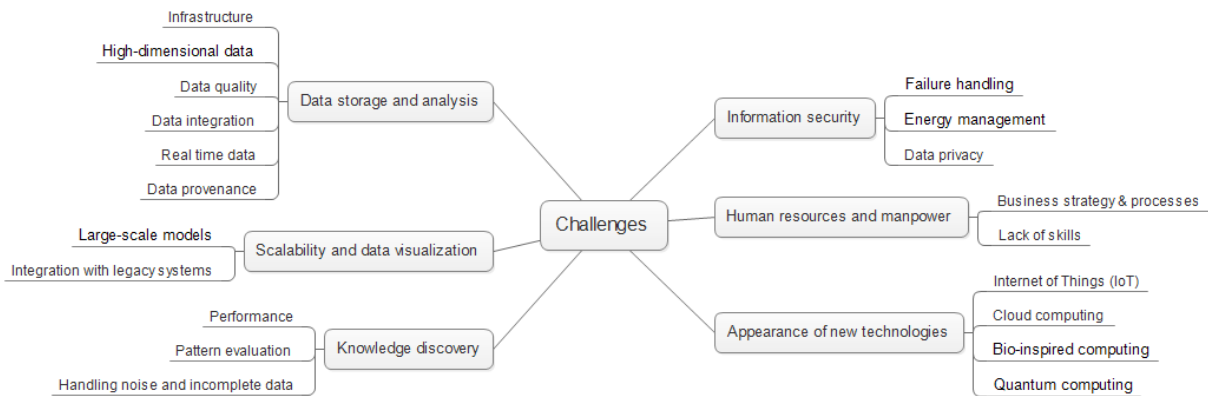 Challenges
Data storage and analysis
Infrastructure
High-dimensional data
Data quality
Data integration
Real time data
Data provenance
Scalability and data visualization
Large-scale models
Integration with legacy systems
Knowledge discovery
Performance
Pattern evaluation
Handling noise and incomplete data
Information security
Failure handling
Energy management
Data privacy
Human resources and manpower
Business strategy & processes
Lack of skills
Appearance of new technologies
Internet of Things (IoT)
Cloud computing
Bio-inspired computing
Quantum computing